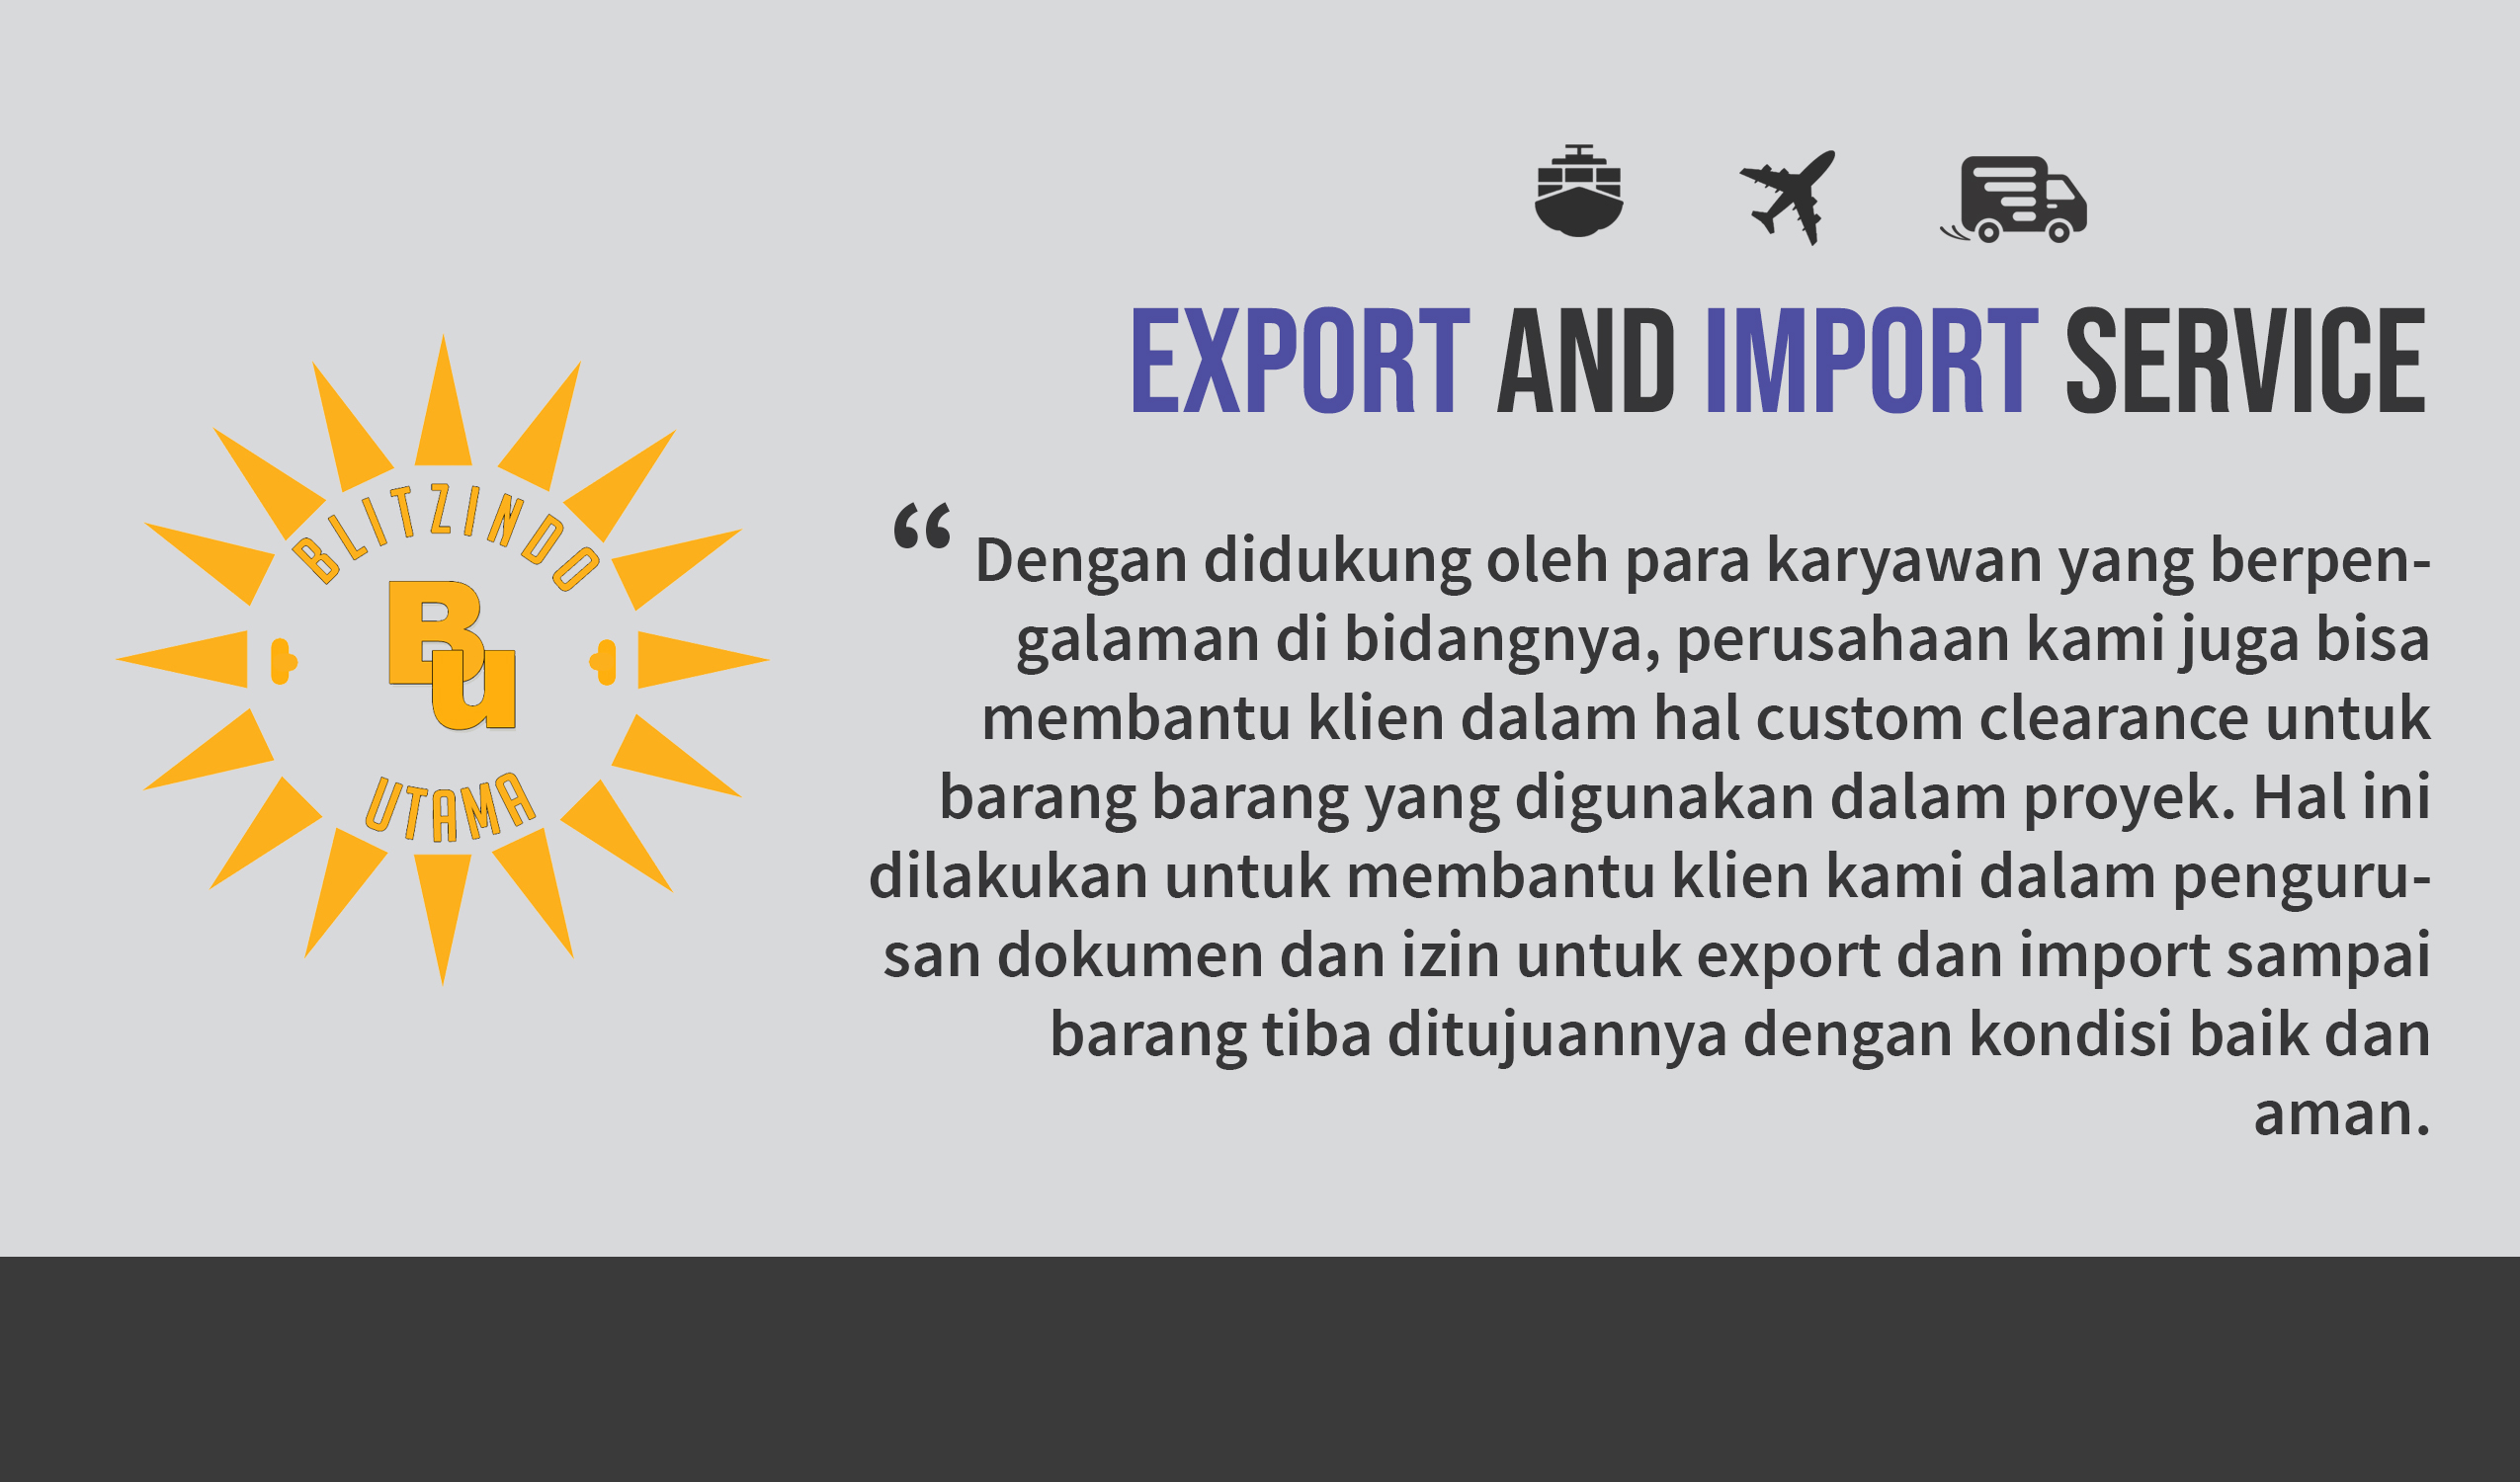 BLITZINDO
Bu
UTAMA
EXPORT AND IMPORT SERVICE
“ Dengan didukung oleh para karyawan yang berpen-
galaman di bidangnya, perusahaan kami juga bisa
membantu klien dalam hal custom clearance untuk
barang barang yang digunakan dalam proyek. Hal ini
dilakukan untuk membantu klien kami dalam penguru-
san dokumen dan izin untuk export dan import sampai
barang tiba ditujuannya dengan kondisi baik dan
aman.